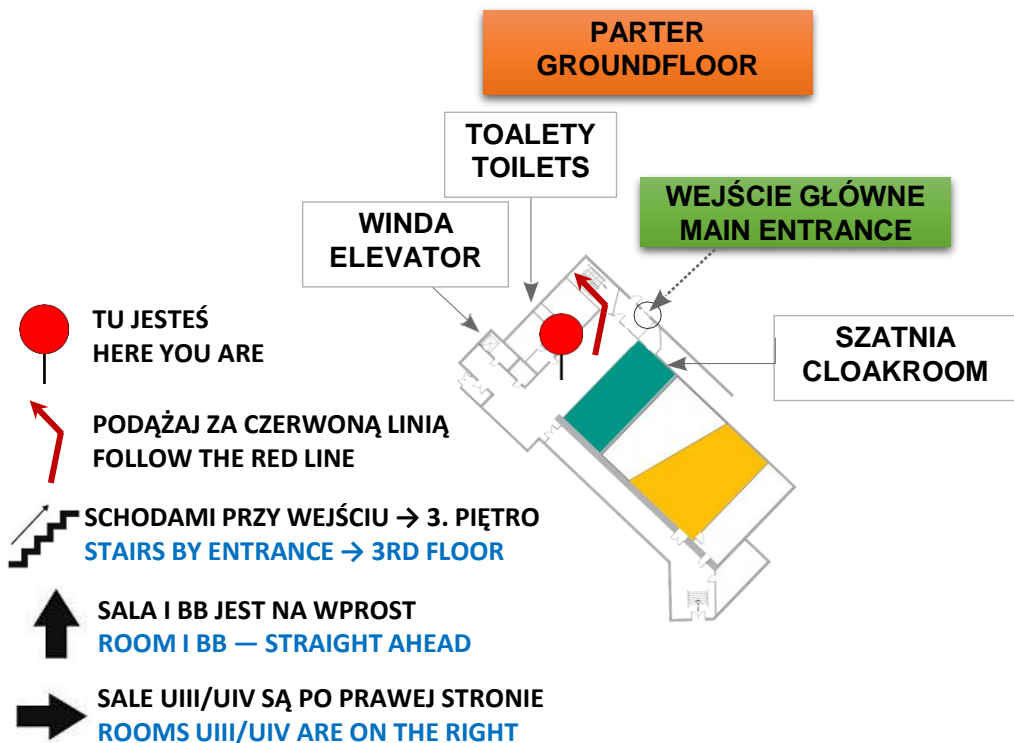 PARTER
GROUNDFLOOR
TOALETY
TOILETS
WEJŚCIE GŁÓWNE
MAIN ENTRANCE
WINDA
ELEVATOR
TU JESTEŚ
HERE YOU ARE
SZATNIA
CLOAKROOM
PODĄŻAJ ZA CZERWONĄ LINIĄ
FOLLOW THE RED LINE
SCHODAMI PRZY WEJŚCIU → 3. PIĘTRO
STAIRS BY ENTRANCE → 3RD FLOOR
SALA I BB JEST NA WPROST
ROOM I BB — STRAIGHT AHEAD
SALE UIII/UIV SĄ PO PRAWEJ STRONIE
ROOMS UIII/UIV ARE ON THE RIGHT